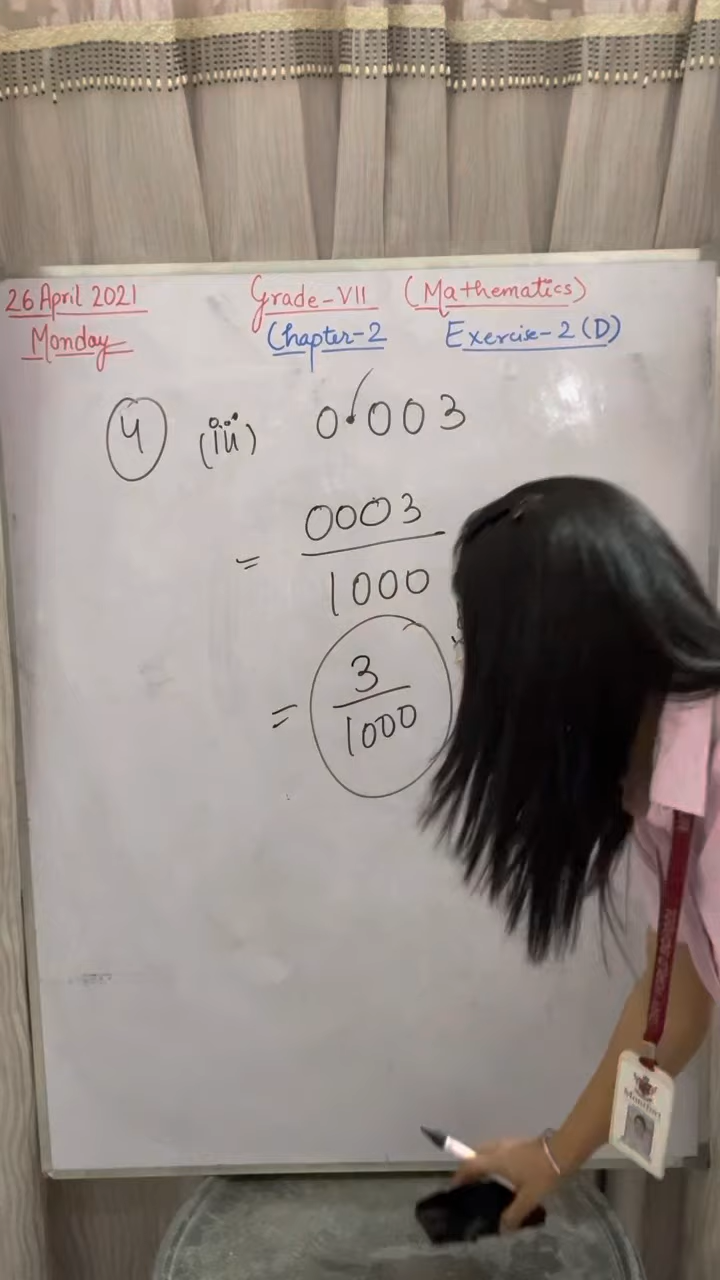 26 April 2021 Grade-VII (Mathematics)
Monday Chapter-2 Exercise-2(D)
4 (iii) 0.003
= 0003
1000
= 3
1000